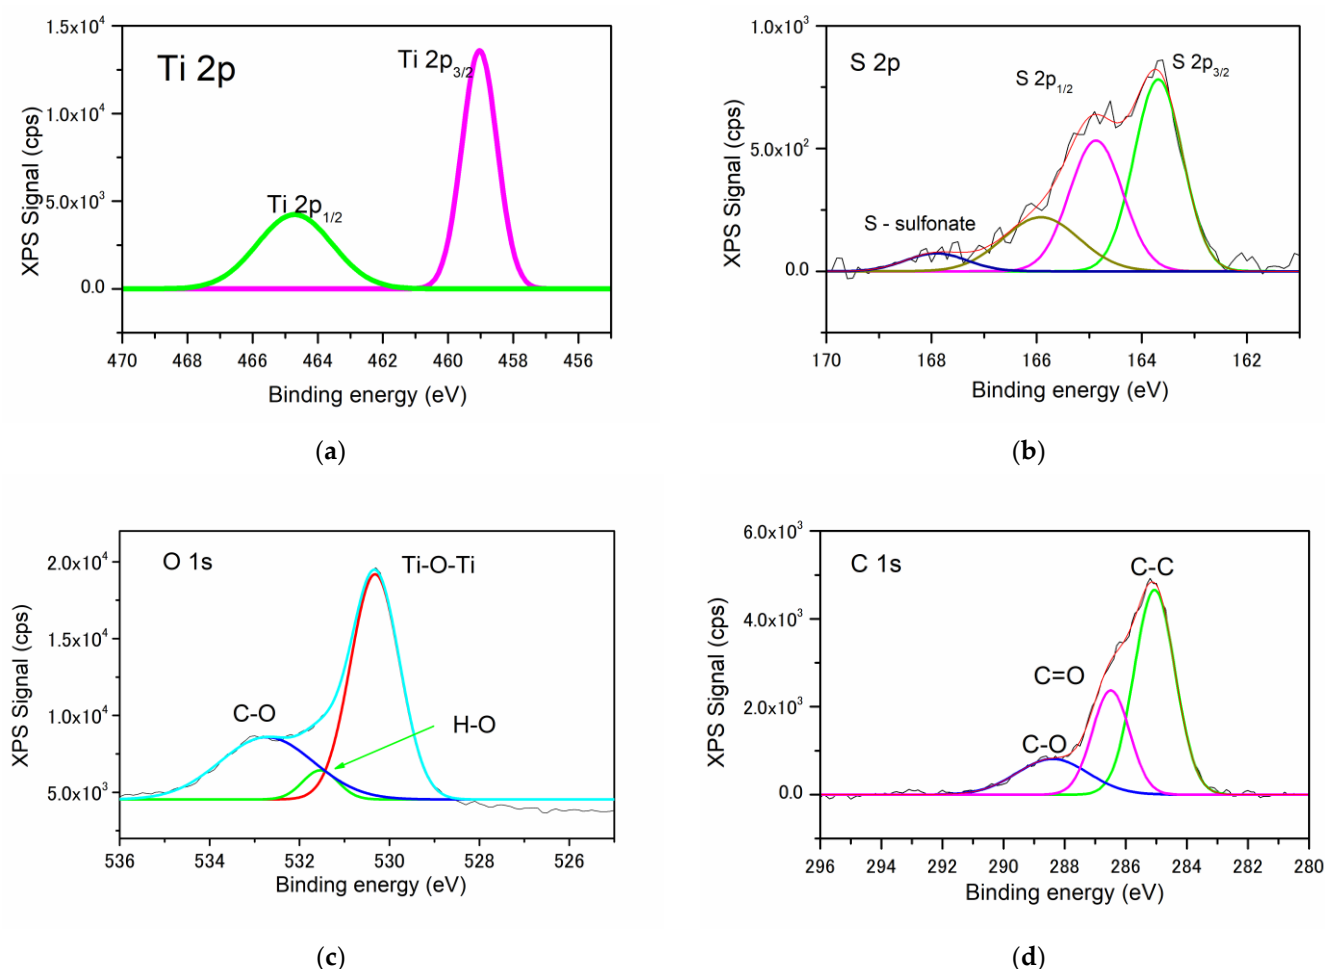 Ti 2p
Ti 2p3/2
Ti 2p1/2
1.5x10^4
1.0x10^4
5.0x10^3
0.0
XPS Signal (cps)
470 468 466 464 462 460 458 456
Binding energy (eV)
(a)
S 2p
S 2p1/2
S 2p3/2
S - sulfonate
1.0x10^3
5.0x10^2
0.0
XPS Signal (cps)
170 168 166 164 162
Binding energy (eV)
(b)
O 1s
Ti-O-Ti
C-O
H-O
2.0x10^4
1.5x10^4
1.0x10^4
5.0x10^3
XPS Signal (cps)
536 534 532 530 528 526
Binding energy (eV)
(c)
C 1s
C-C
C=O
C-O
6.0x10^3
4.0x10^3
2.0x10^3
0.0
XPS Signal (cps)
296 294 292 290 288 286 284 282 280
Binding energy (eV)
(d)